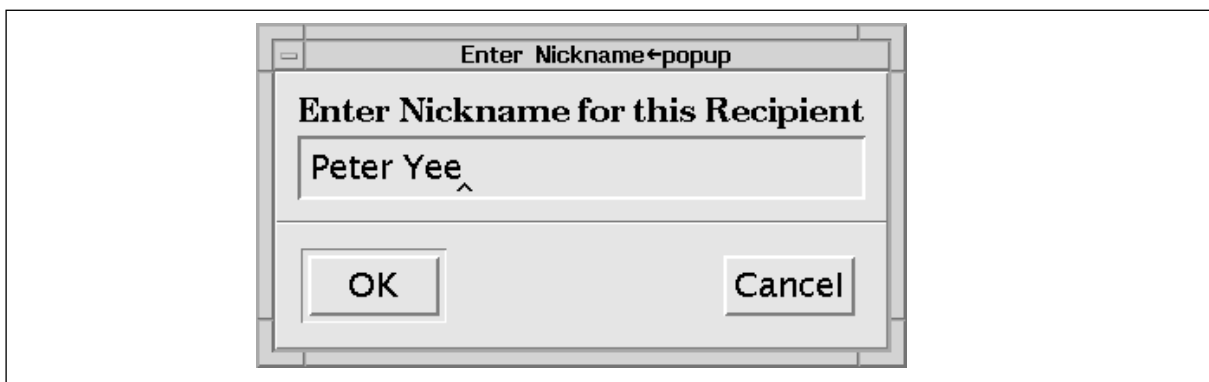 Enter Nickname←popup
Enter Nickname for this Recipient
Peter Yee
OK
Cancel